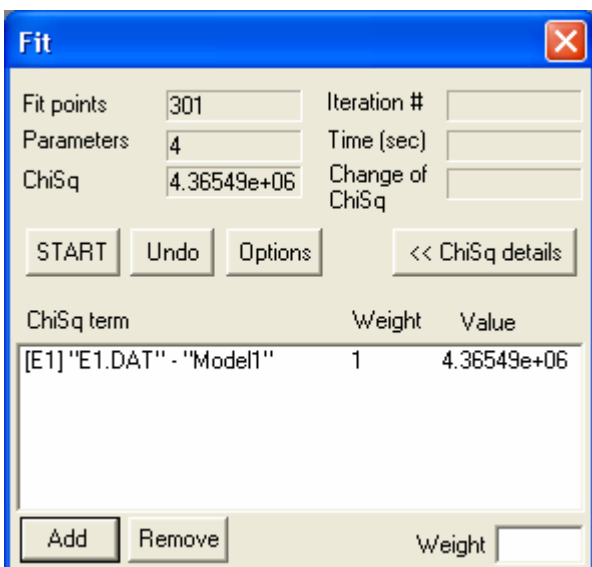 Fit
Fit points 301 Iteration #
Parameters 4 Time (sec)
ChiSq 4.36549e+06 Change of ChiSq
START Undo Options << ChiSq details
ChiSq term Weight Value
[E1] "E1.DAT" - "Model1" 1 4.36549e+06
Add Remove Weight